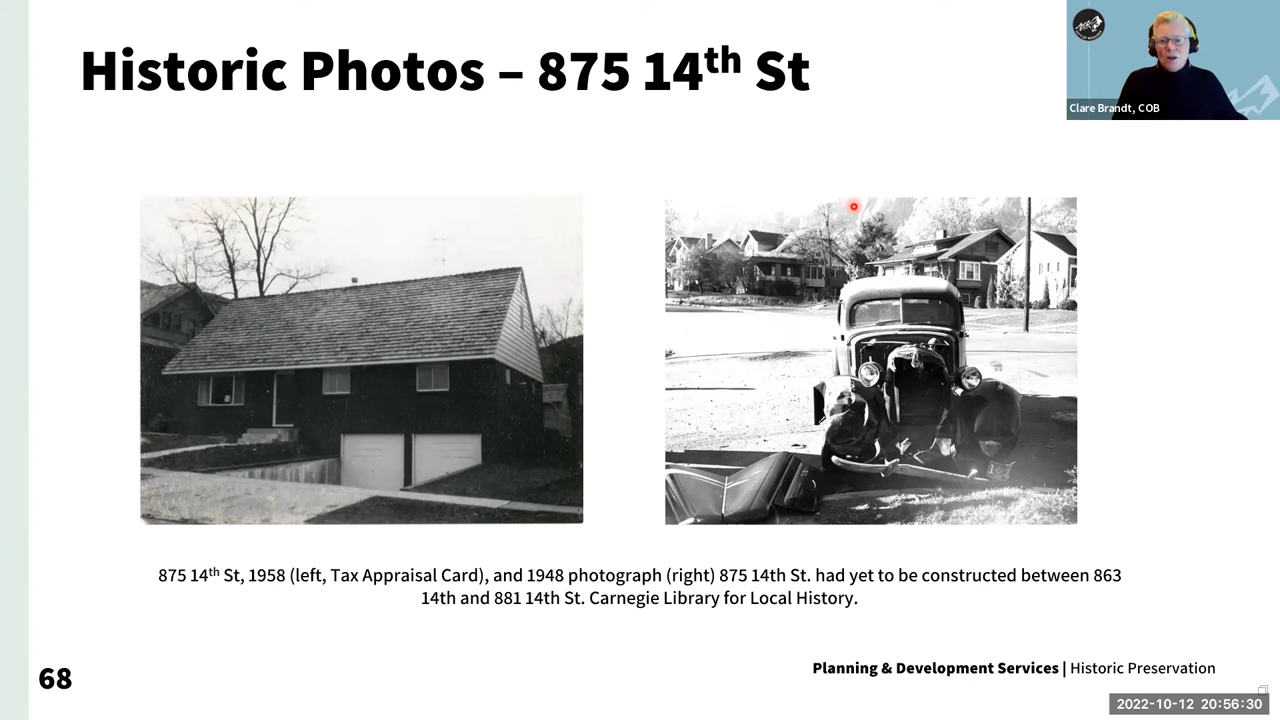 Historic Photos – 875 14th St
Clare Brandt, COB
875 14th St, 1958 (left, Tax Appraisal Card), and 1948 photograph (right) 875 14th St. had yet to be constructed between 863
14th and 881 14th St. Carnegie Library for Local History.
68
Planning & Development Services | Historic Preservation
2022-10-12 20:56:30